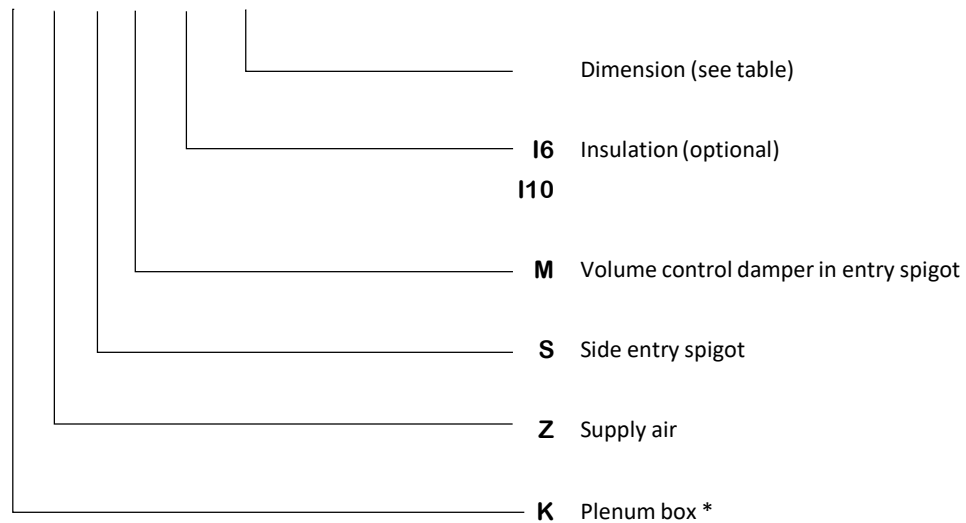 Dimension (see table)
I6 Insulation (optional)
I10
M Volume control damper in entry spigot
S Side entry spigot
Z Supply air
K Plenum box *